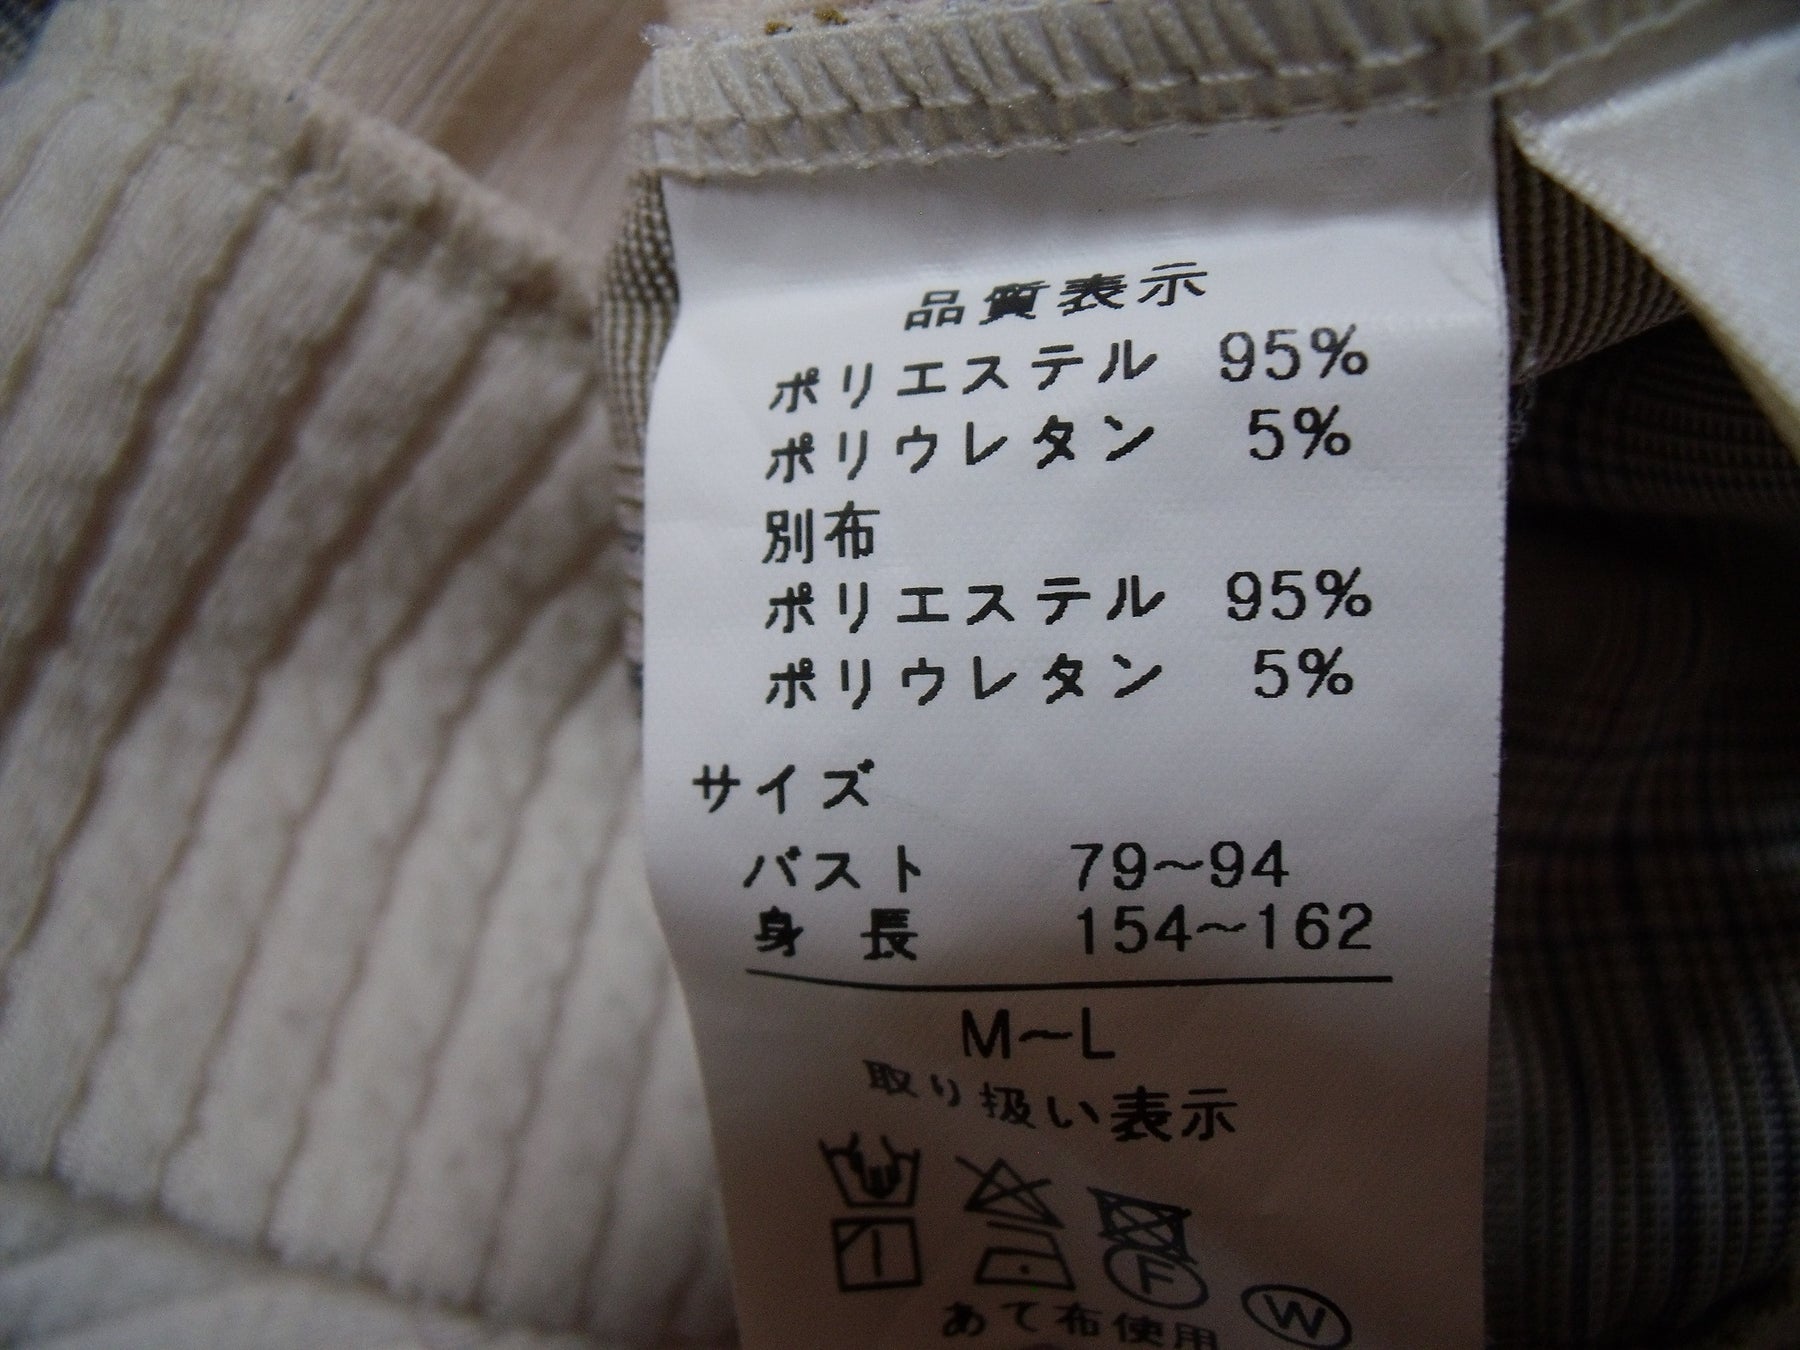 品質表示
ポリエステル 95%
ポリウレタン 5%
別布
ポリエステル 95%
ポリウレタン 5%
サイズ
バスト 79～94
身長 154～162
M～L
取り扱い表示
F
W
あて布使用